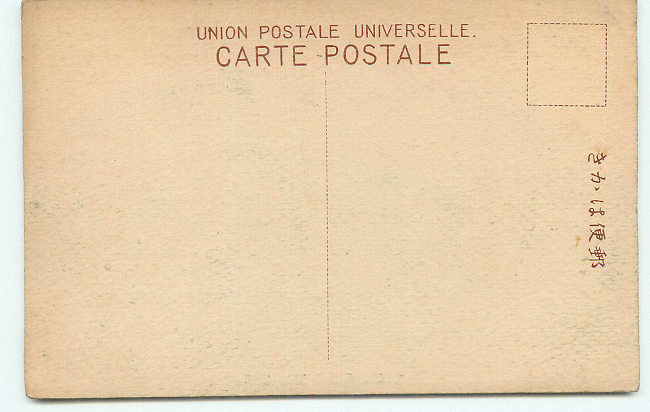 UNION POSTALE UNIVERSELLE.
CARTE POSTALE
郵便はかき